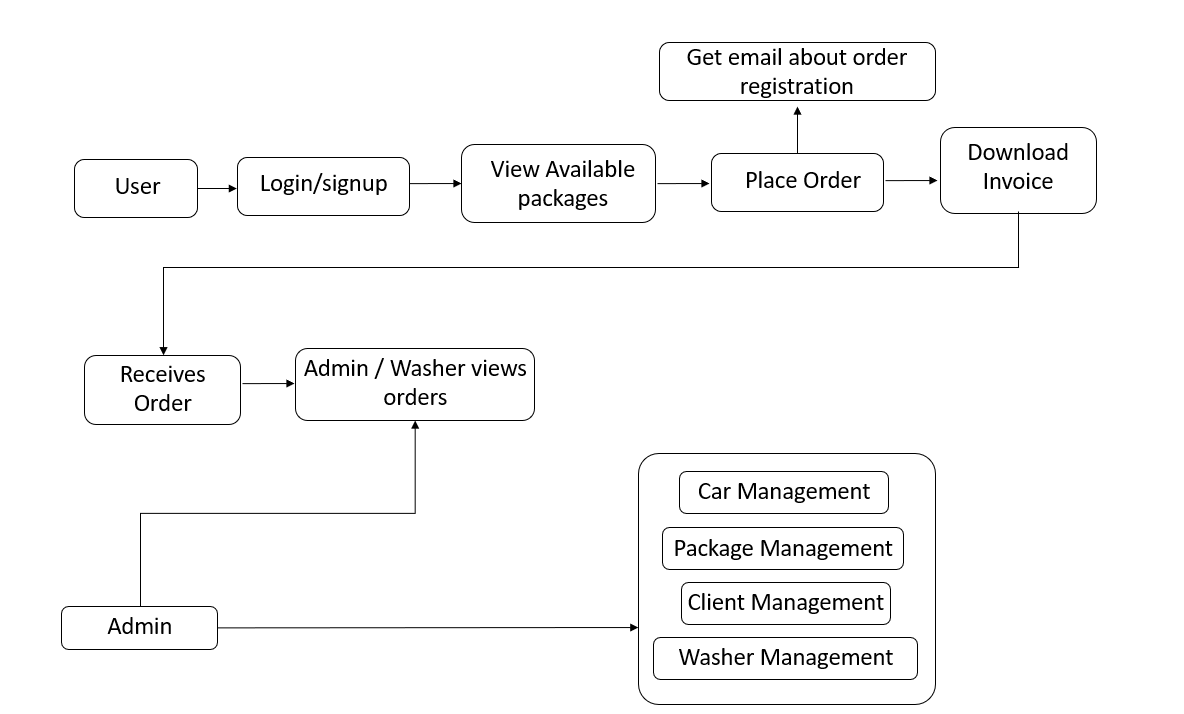 Get email about order
registration
User
Login/signup
View Available
packages
Place Order
Download
Invoice
Receives
Order
Admin / Washer views
orders
Car Management
Package Management
Client Management
Washer Management
Admin